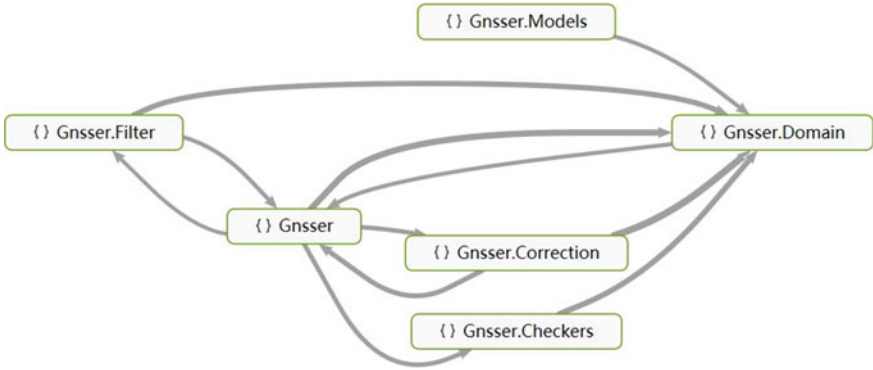 {} Gnsser.Models
{} Gnsser.Filter
{} Gnsser.Domain
{} Gnsser
{} Gnsser.Correction
{} Gnsser.Checkers